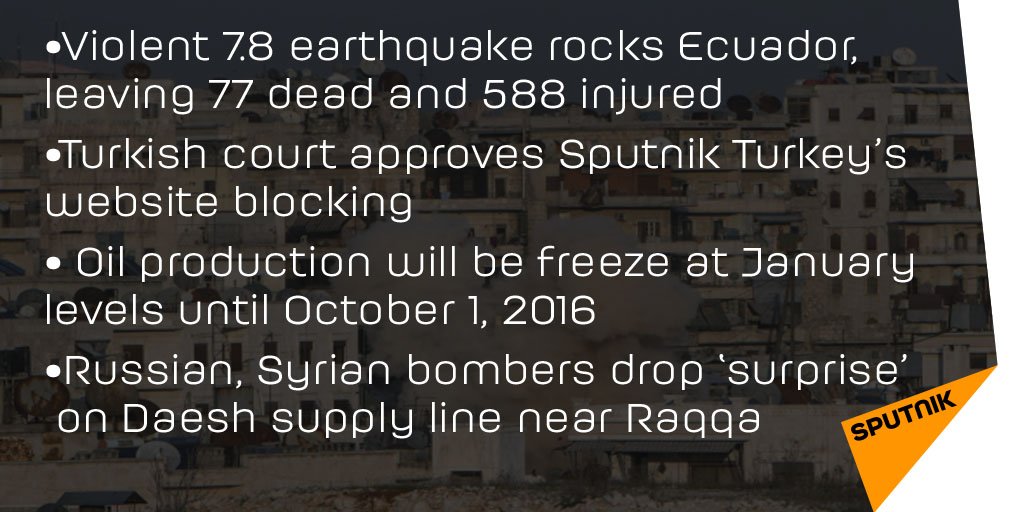 •Violent 7.8 earthquake rocks Ecuador,
leaving 77 dead and 588 injured
•Turkish court approves Sputnik Turkey’s
website blocking
• Oil production will be freeze at January
levels until October 1, 2016
•Russian, Syrian bombers drop ‘surprise’
on Daesh supply line near Raqqa
SPUTNIK